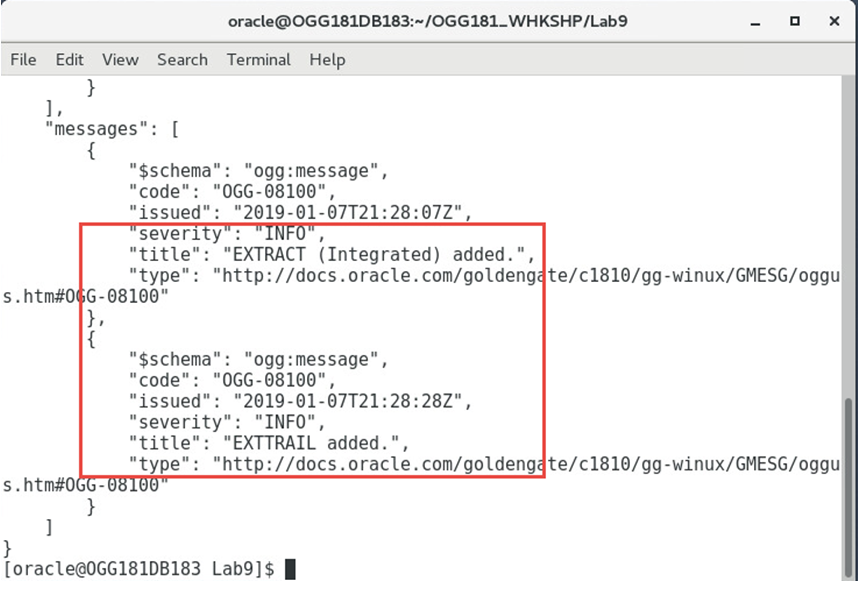 oracle@OGG181DB183:~/OGG181_WHKSHP/Lab9
File Edit View Search Terminal Help
        }
    ],
    "messages": [
        {
            "$schema": "ogg:message",
            "code": "OGG-08100",
            "issued": "2019-01-07T21:28:07Z",
            "severity": "INFO",
            "title": "EXTRACT (Integrated) added.",
            "type": "http://docs.oracle.com/goldengate/c1810/gg-winux/GMESG/oggu
s.htm#OGG-08100"
        },
        {
            "$schema": "ogg:message",
            "code": "OGG-08100",
            "issued": "2019-01-07T21:28:28Z",
            "severity": "INFO",
            "title": "EXTTRAIL added.",
            "type": "http://docs.oracle.com/goldengate/c1810/gg-winux/GMESG/oggu
s.htm#OGG-08100"
        }
    ]
}
[oracle@OGG181DB183 Lab9]$